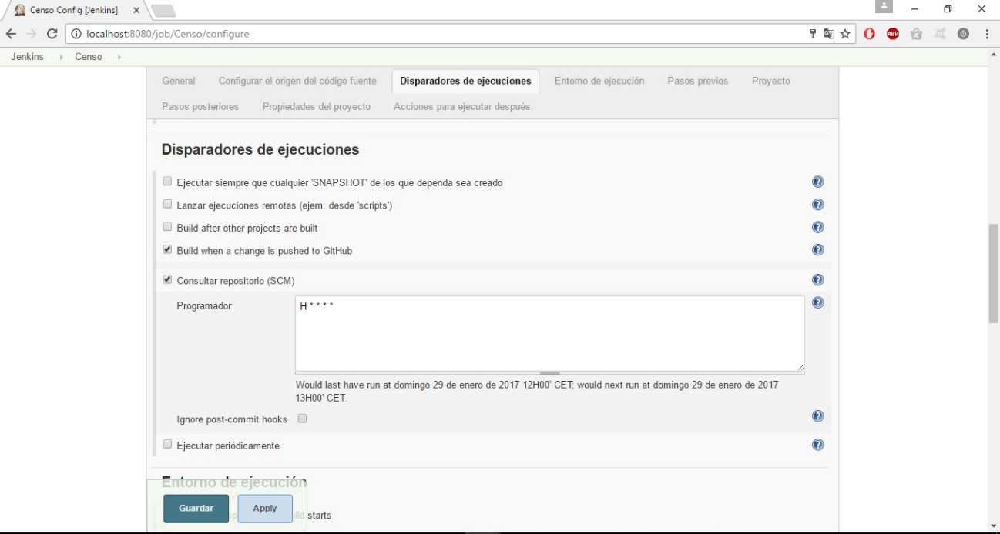 Censo Config [Jenkins]
localhost:8080/job/Censo/configure
ABP
Jenkins Censo
General Configurar el origen del código fuente Disparadores de ejecuciones Entorno de ejecución Pasos previos Proyecto
Pasos posteriores Propiedades del proyecto Acciones para ejecutar después.
Disparadores de ejecuciones
Ejecutar siempre que cualquier 'SNAPSHOT' de los que dependa sea creado
Lanzar ejecuciones remotas (ejem: desde 'scripts')
Build after other projects are built
Build when a change is pushed to GitHub
Consultar repositorio (SCM)
Programador
H * * * *
Would last have run at domingo 29 de enero de 2017 12H00' CET; would next run at domingo 29 de enero de 2017
13H00' CET.
Ignore post-commit hooks
Ejecutar periódicamente
Entorno de ejecución
Guardar Apply
starts